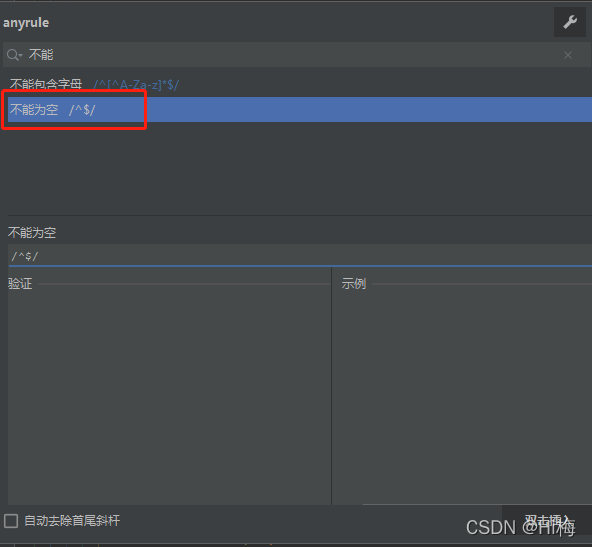 anyrule
不能
不能包含字母 /^[^A-Za-z]*$/
不能为空 /^$/
不能为空
/^$/
验证
示例
自动去除首尾斜杆
双击插入
CSDN @Hi梅